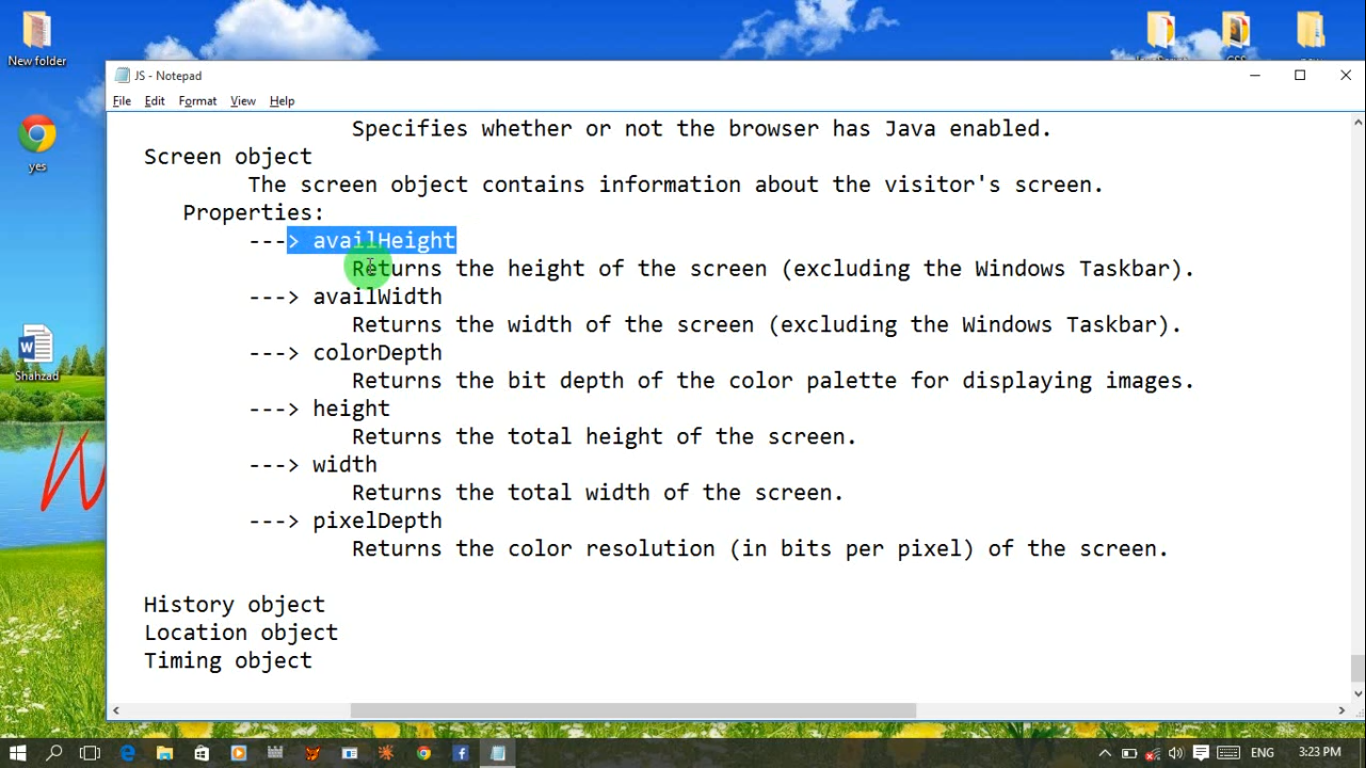 New folder
yes
Shahzad
W
JS - Notepad
File Edit Format View Help
Specifies whether or not the browser has Java enabled.
Screen object
The screen object contains information about the visitor's screen.
Properties:
---> availHeight
Returns the height of the screen (excluding the Windows Taskbar).
---> availWidth
Returns the width of the screen (excluding the Windows Taskbar).
---> colorDepth
Returns the bit depth of the color palette for displaying images.
---> height
Returns the total height of the screen.
---> width
Returns the total width of the screen.
---> pixelDepth
Returns the color resolution (in bits per pixel) of the screen.
History object
Location object
Timing object
ENG 3:23 PM